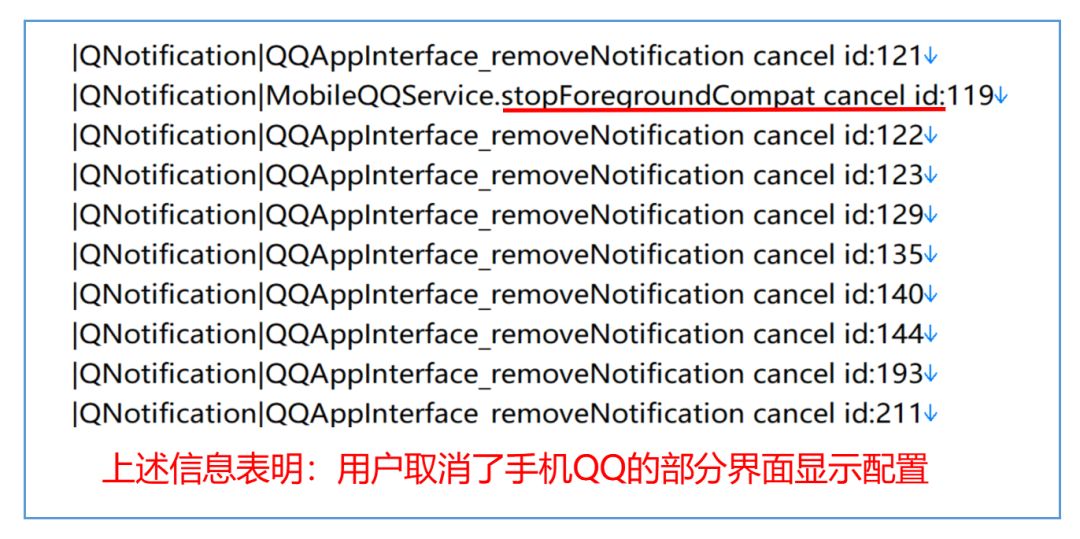 |QNotification|QQAppInterface_removeNotification cancel id:121↓
|QNotification|MobileQQService.stopForegroundCompat cancel id:119↓
|QNotification|QQAppInterface_removeNotification cancel id:122↓
|QNotification|QQAppInterface_removeNotification cancel id:123↓
|QNotification|QQAppInterface_removeNotification cancel id:129↓
|QNotification|QQAppInterface_removeNotification cancel id:135↓
|QNotification|QQAppInterface_removeNotification cancel id:140↓
|QNotification|QQAppInterface_removeNotification cancel id:144↓
|QNotification|QQAppInterface_removeNotification cancel id:193↓
|QNotification|QQAppInterface removeNotification cancel id:211↓
上述信息表明：用户取消了手机QQ的部分界面显示配置